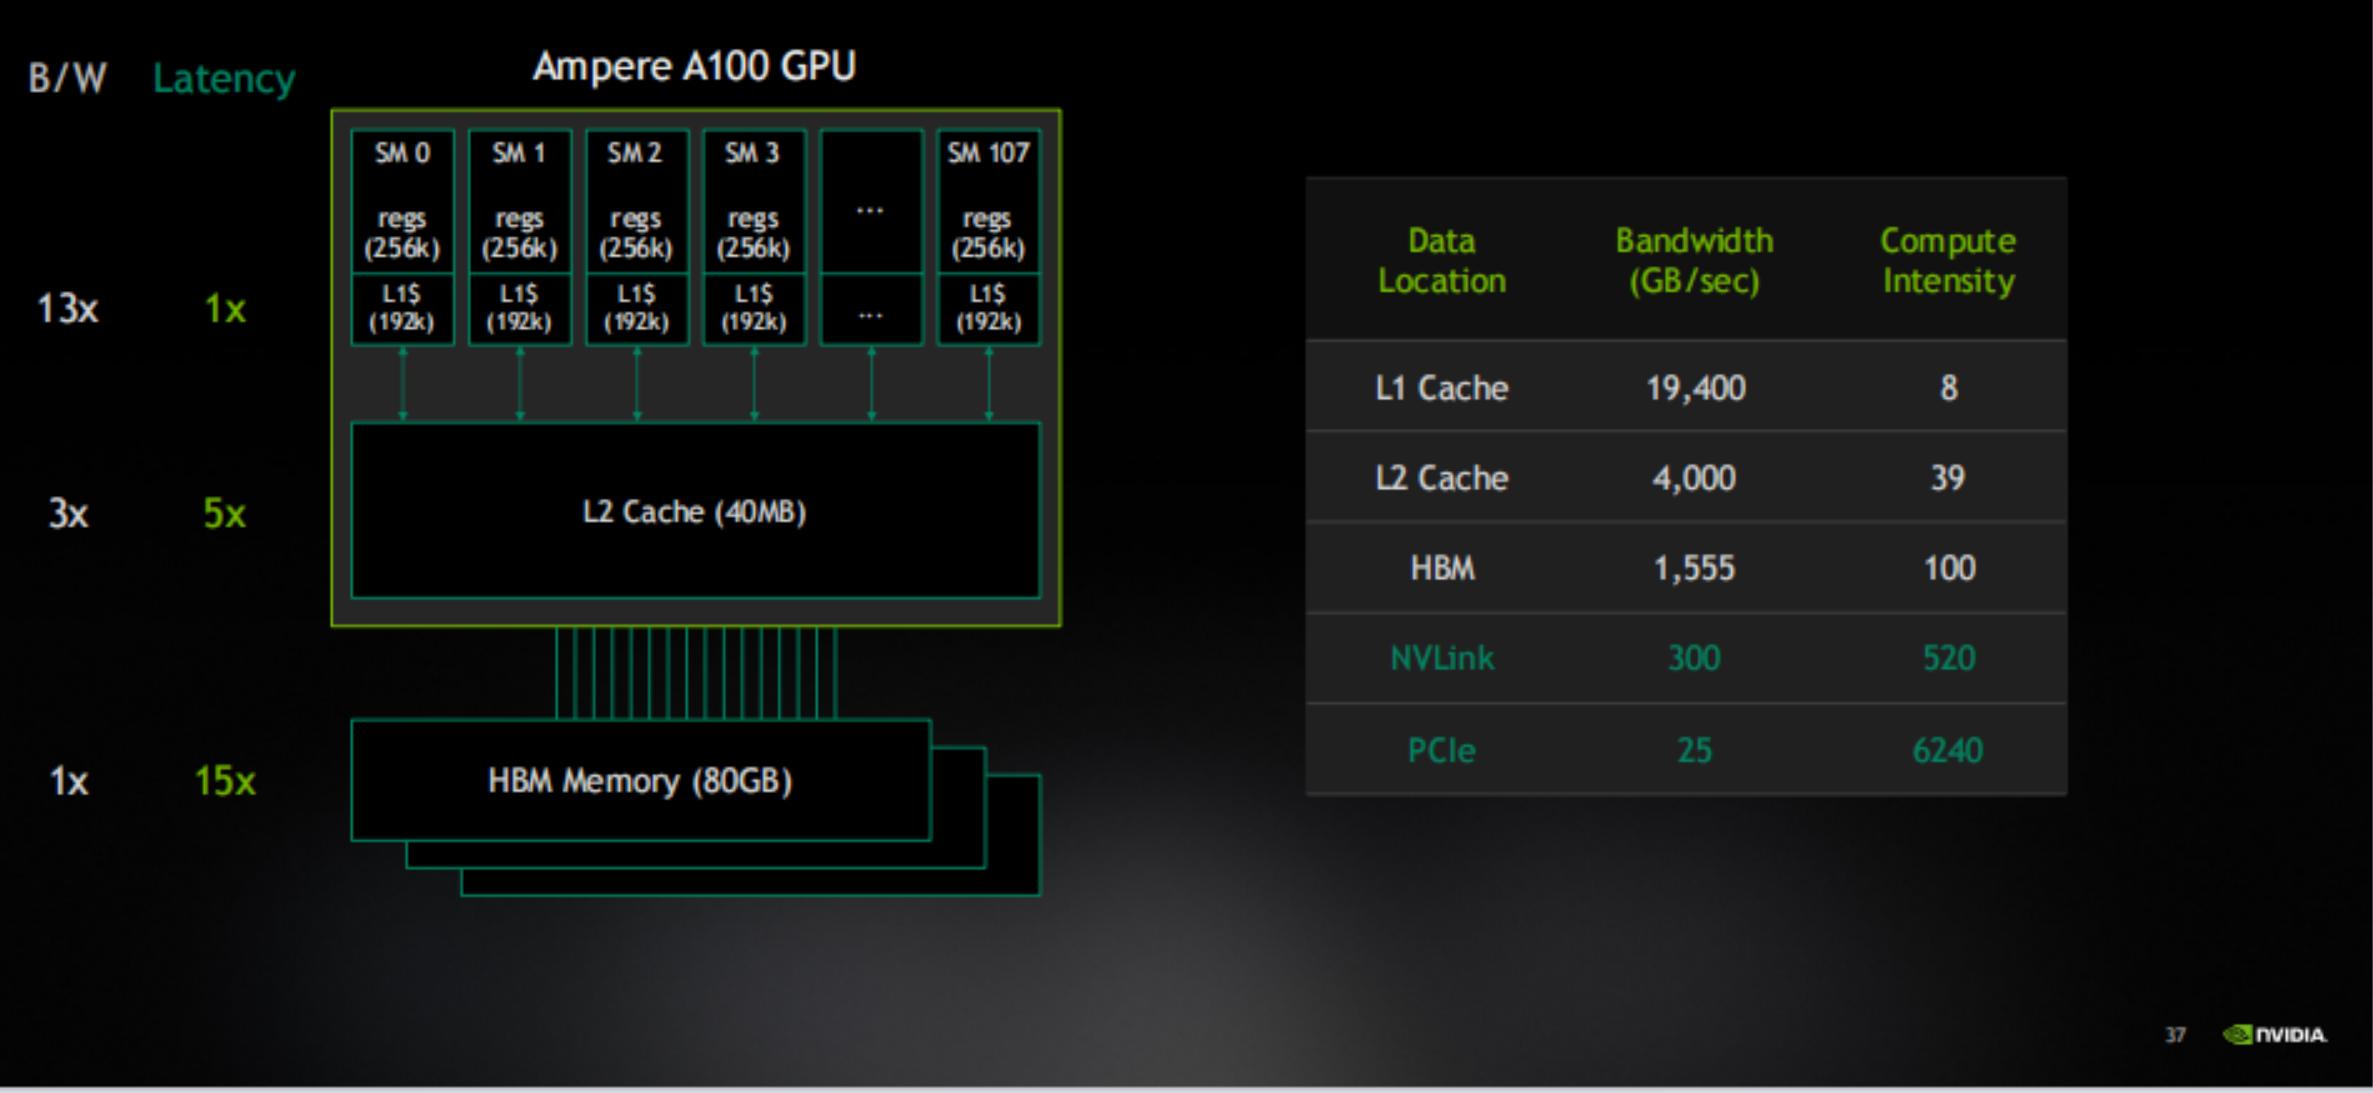 B/W Latency
Ampere A100 GPU
SM 0 SM 1 SM 2 SM 3 ... SM 107
regs regs regs regs regs
(256k) (256k) (256k) (256k) (256k)
13x 1x
L1$ L1$ L1$ L1$ ... L1$
(192k) (192k) (192k) (192k) (192k)
3x 5x
L2 Cache (40MB)
1x 15x
HBM Memory (80GB)
Data Location Bandwidth (GB/sec) Compute Intensity
L1 Cache 19,400 8
L2 Cache 4,000 39
HBM 1,555 100
NVLink 300 520
PCIe 25 6240
37 NVIDIA.